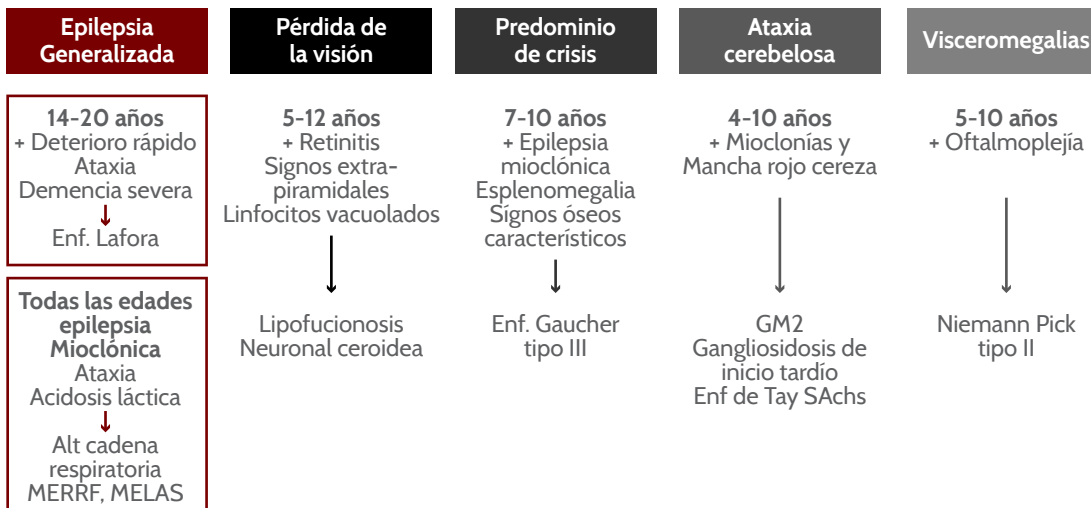 Epilepsia
Generalizada
14-20 años
+ Deterioro rápido
Ataxia
Demencia severa
Enf. Lafora
Todas las edades
epilepsia
Mioclónica
Ataxia
Acidosis láctica
Alt cadena
respiratoria
MERRF, MELAS
Pérdida de
la visión
5-12 años
+ Retinitis
Signos extra-
piramidales
Linfocitos vacuolados
Lipofucionosis
Neuronal ceroidea
Predominio
de crisis
7-10 años
+ Epilepsia
mioclónica
Esplenomegalia
Sígnos óseos
característicos
Enf. Gaucher
tipo III
Ataxia
cerebelosa
4-10 años
+ Mioclonías y
Mancha rojo cereza
GM2
Gangliosidosis de
inicio tardío
Enf de Tay SAchs
Visceromegalias
5-10 años
+ Oftalmoplejía
Niemann Pick
tipo II